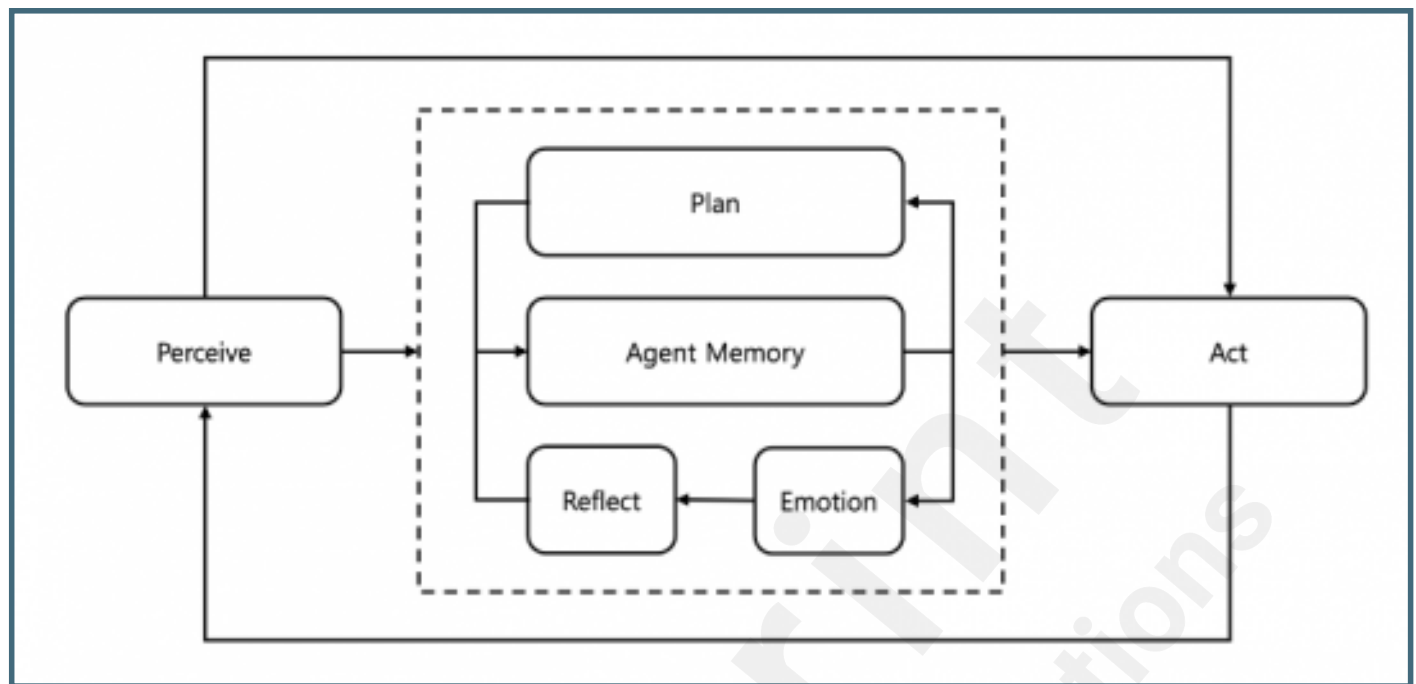 Plan
Perceive
Agent Memory
Act
Reflect
Emotion